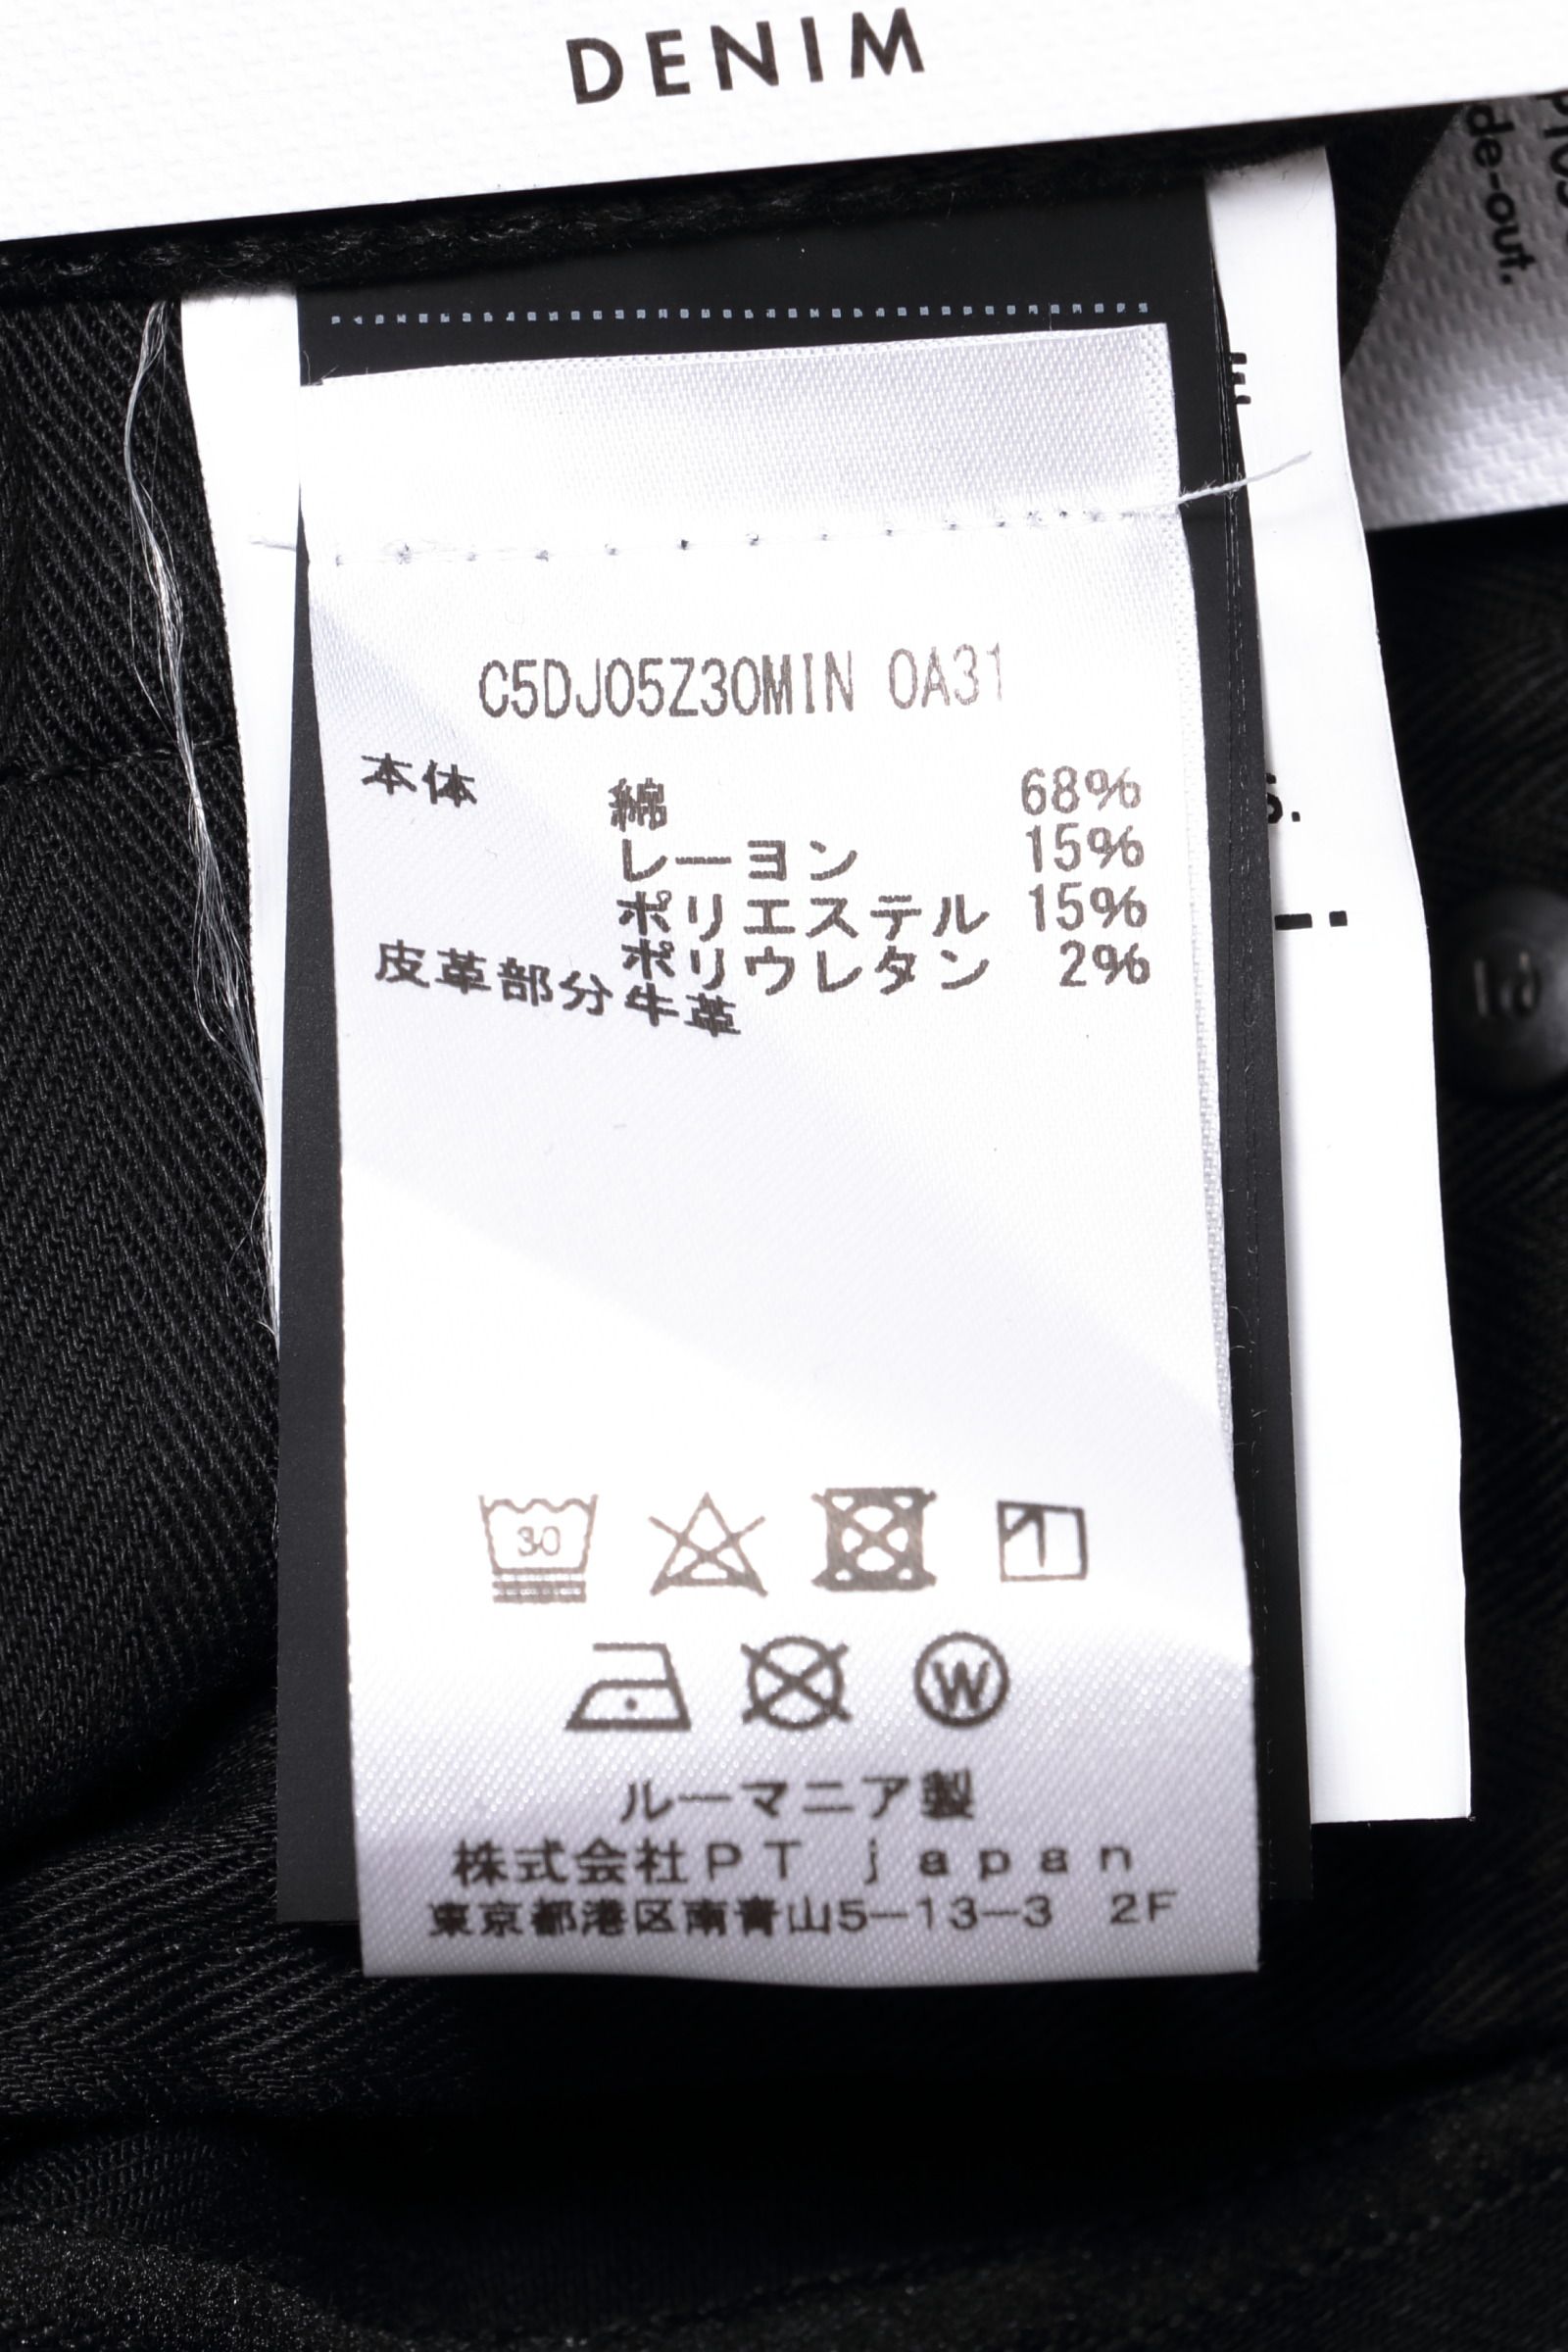 DENIM
de-out.
C5DJ05Z30MIN 0A31
本体 綿 68%
レーヨン 15%
ポリエステル 15%
ポリウレタン 2%
皮革部分 牛革
30
W
ルーマニア製
株式会社PT japan
東京都港区南青山5-13-3 2F